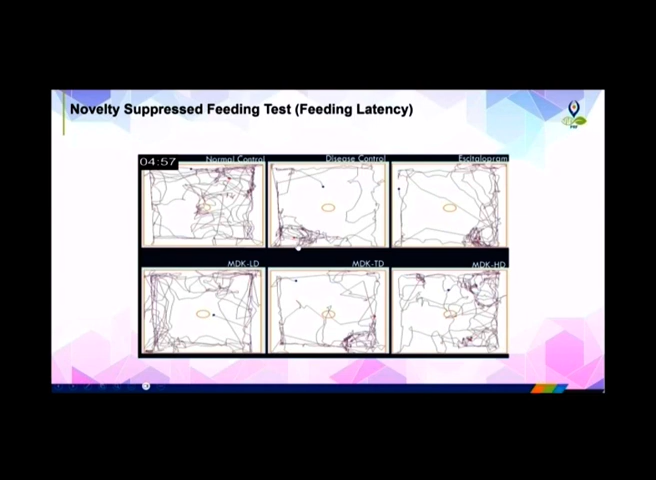 Novelty Suppressed Feeding Test (Feeding Latency)
04:57
Normal Control
Disease Control
Escitalopram
MDK-LD
MDK-TD
MDK-HD